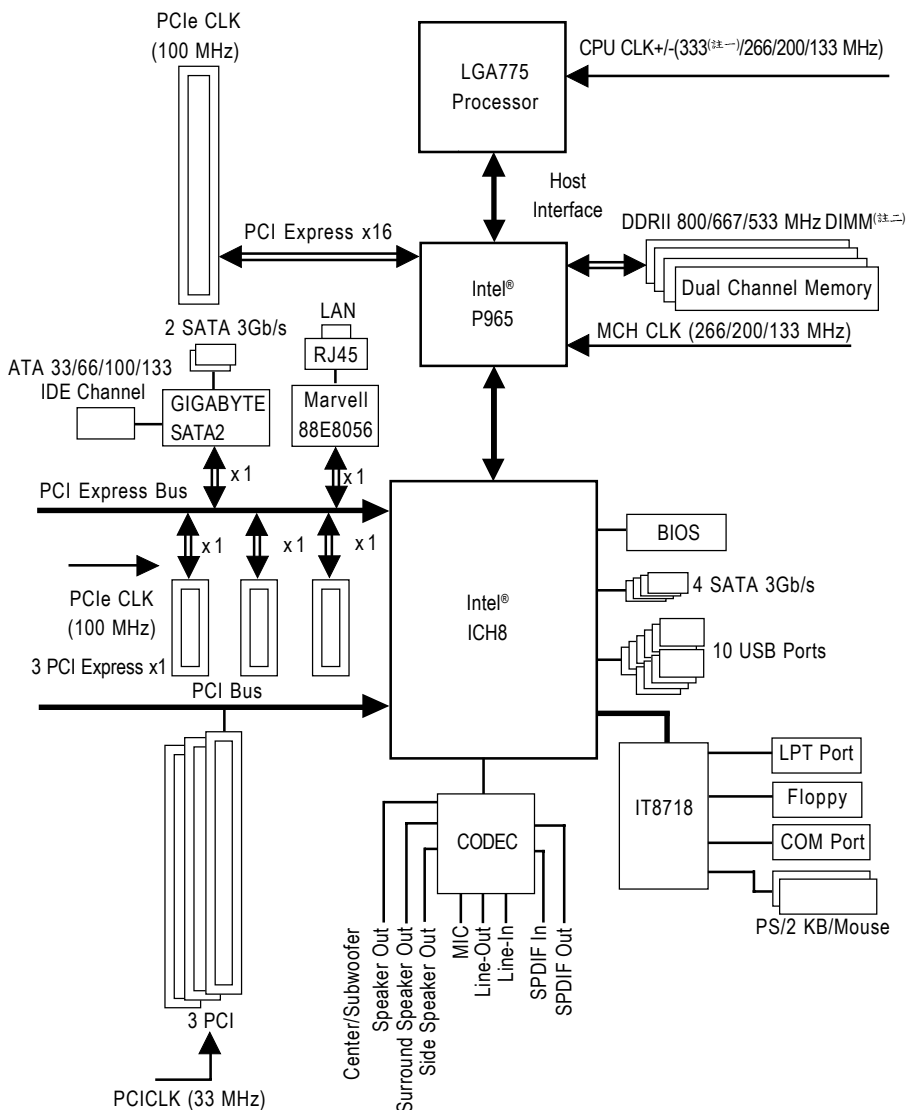 PCIe CLK
(100 MHz)
CPU CLK+/-(333(註一)/266/200/133 MHz)
LGA775
Processor
Host
Interface
DDRII 800/667/533 MHz DIMM(註二)
PCI Express x16
Intel®
P965
Dual Channel Memory
MCH CLK (266/200/133 MHz)
2 SATA 3Gb/s
LAN
RJ45
ATA 33/66/100/133
IDE Channel
GIGABYTE
SATA2
Marvell
88E8056
x1
x1
PCI Express Bus
x1
x1
x1
PCIe CLK
(100 MHz)
3 PCI Express x1
Intel®
ICH8
BIOS
4 SATA 3Gb/s
10 USB Ports
PCI Bus
IT8718
LPT Port
Floppy
COM Port
PS/2 KB/Mouse
CODEC
Center/Subwoofer
Speaker Out
Surround Speaker Out
Side Speaker Out
MIC
Line-Out
Line-In
SPDIF In
SPDIF Out
3 PCI
PCICLK (33 MHz)